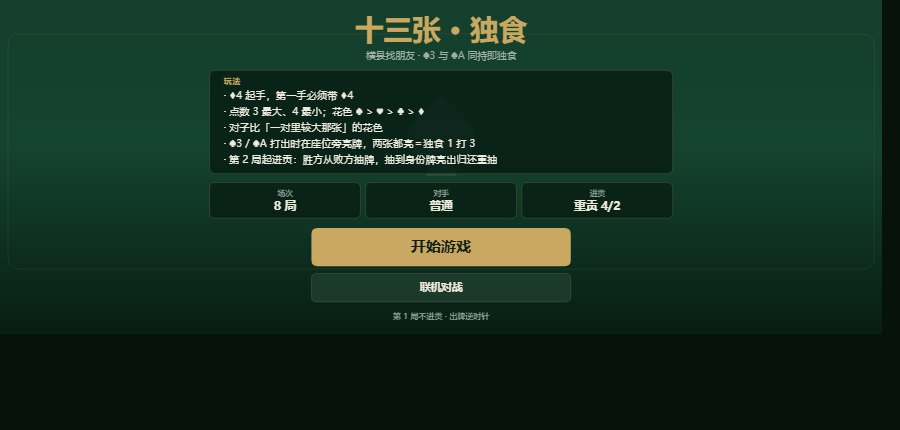 十三张 · 独食
横晏找朋友 · ♠3 与 ♠A 同持即独食
玩法
· ♦4 起手，第一手必须带 ♦4
· 点数 3 最大、4 最小；花色 ♠ > ♥ > ♣ > ♦
· 对子比「一对里较大那张」的花色
· ♠3 / ♠A 打出时在座位旁亮牌，两张都亮=独食 1 打 3
· 第 2 局起进贡：胜方从败方抽牌，抽到身份牌亮出归还重抽
场次
对手
进贡
8 局
普通
重贡 4/2
开始游戏
联机对战
第 1 局不进贡 · 出牌逆时针